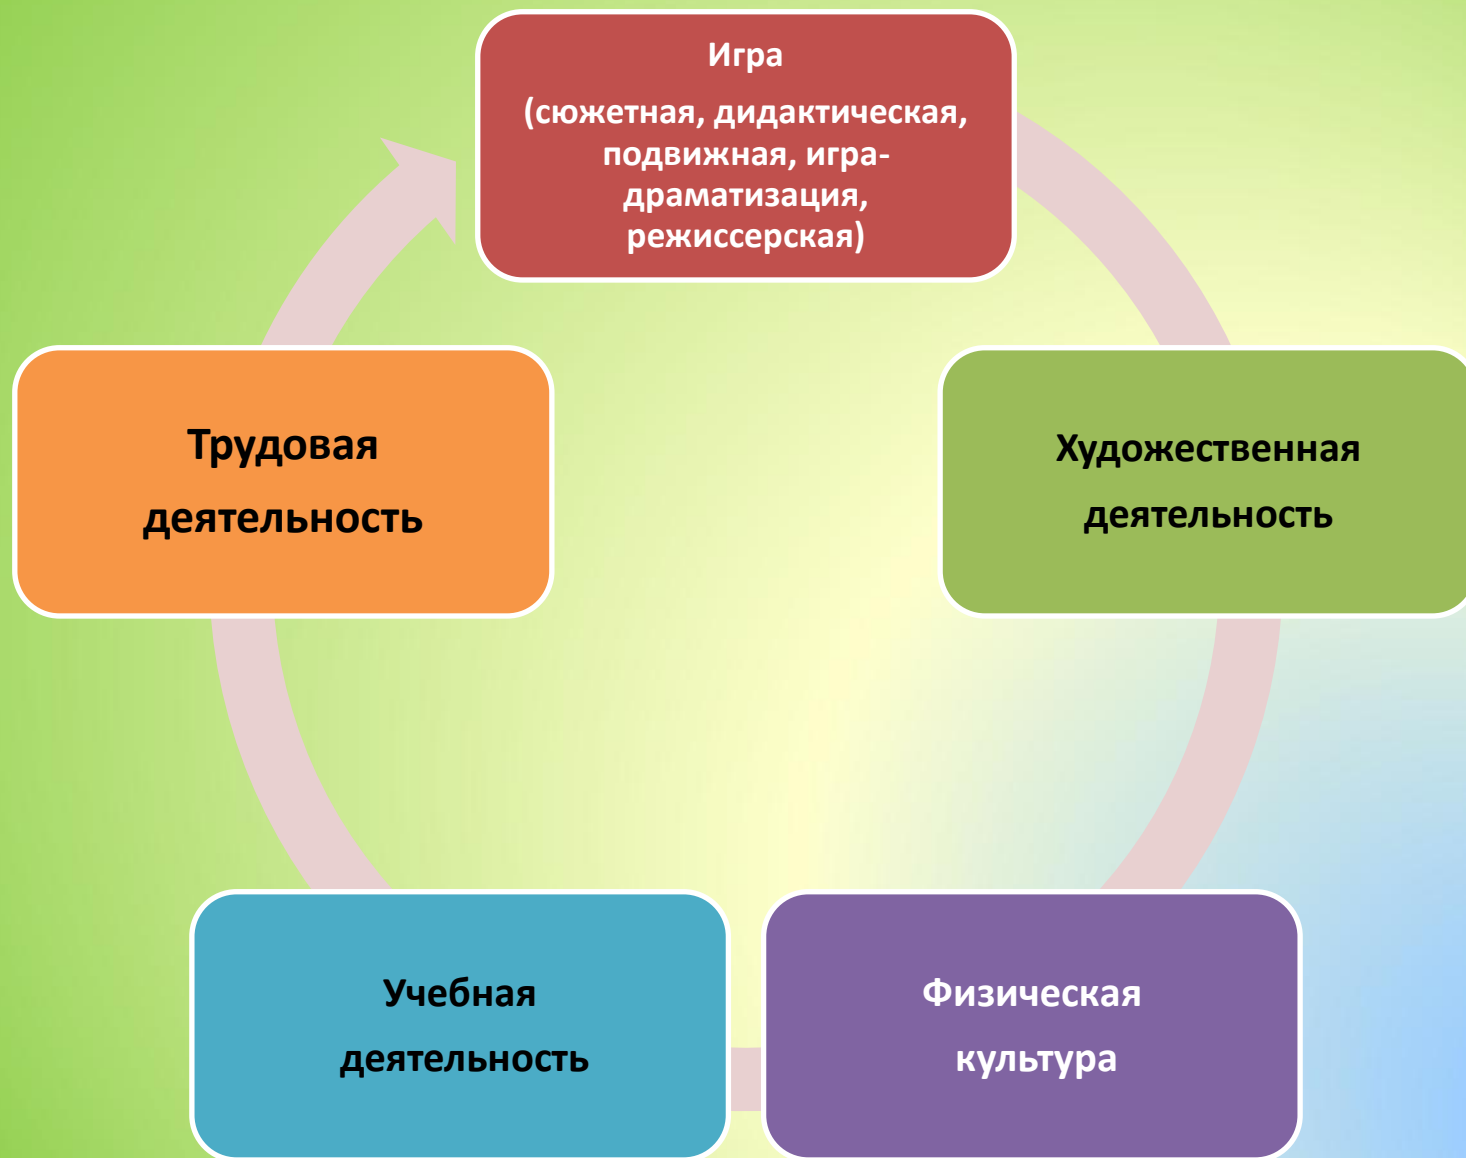 Игра
(сюжетная, дидактическая,
подвижная, игра-
драматизация,
режиссерская)
Художественная
деятельность
Физическая
культура
Учебная
деятельность
Трудовая
деятельность